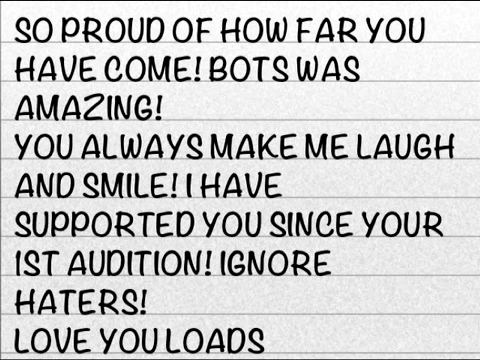 SO PROUD OF HOW FAR YOU
HAVE COME! BOTS WAS
AMAZING!
YOU ALWAYS MAKE ME LAUGH
AND SMILE! I HAVE
SUPPORTED YOU SINCE YOUR
1ST AUDITION! IGNORE
HATERS!
LOVE YOU LOADS